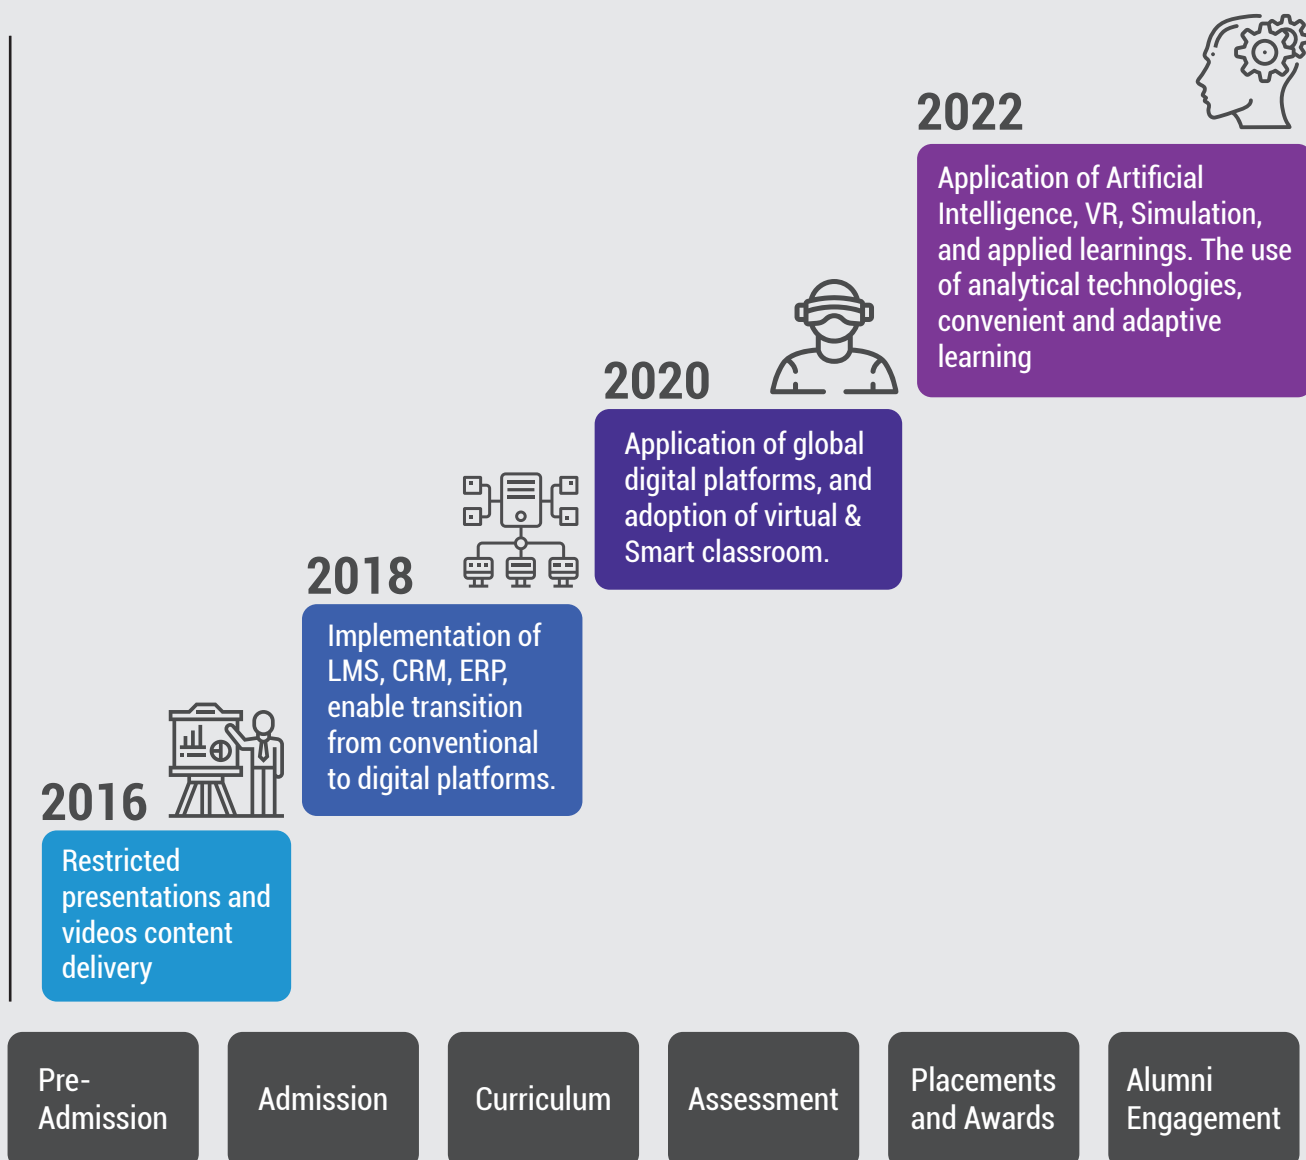 2022
Application of Artificial
Intelligence, VR, Simulation,
and applied learnings. The use
of analytical technologies,
convenient and adaptive
learning
2020
Application of global
digital platforms, and
adoption of virtual &
Smart classroom.
2018
Implementation of
LMS, CRM, ERP,
enable transition
from conventional
to digital platforms.
2016
Restricted
presentations and
videos content
delivery
Pre-
Admission
Admission
Curriculum
Assessment
Placements
and Awards
Alumni
Engagement